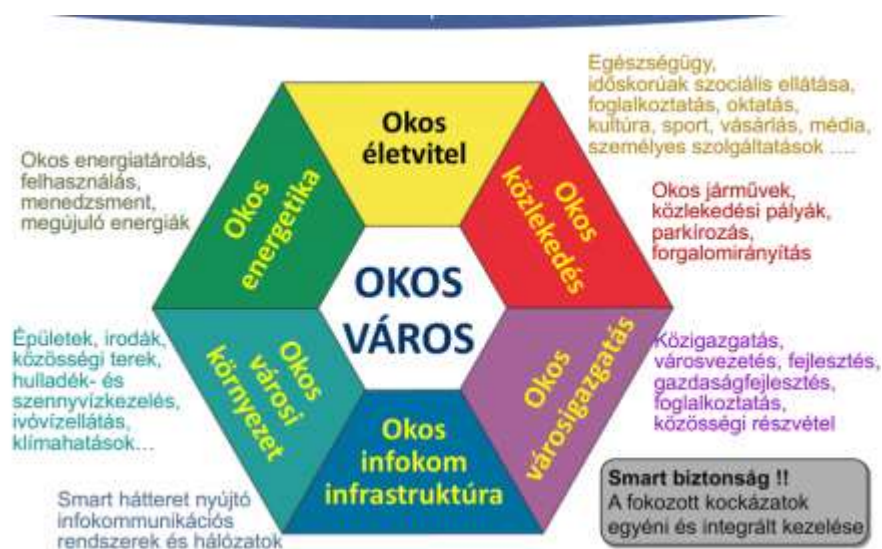 Egészségügy,
időskorúak szociális ellátása,
foglalkoztatás, oktatás,
kultúra, sport, vásárlás, média,
személyes szolgáltatások ….
Okos
életvitel
Okos energiatárolás,
felhasználás,
menedzsment,
megújuló energiák
Okos
energetika
Okos
közlekedés
Okos járművek,
közlekedési pályák,
parkírozás,
forgalomirányítás
OKOS
VÁROS
Épületek, irodák,
közösségi terek,
hulladék- és
szennyvízkezelés,
ivóvízellátás,
klímahatások…
Okos
városi
környezet
Okos
városigazgatás
Közigazgatás,
városvezetés, fejlesztés,
gazdaságfejlesztés,
foglalkoztatás,
közösségi részvétel
Okos
infokom
infrastruktúra
Smart hátteret nyújtó
infokommunikációs
rendszerek és hálózatok
Smart biztonság !!
A fokozott kockázatok
egyéni és integrált kezelése